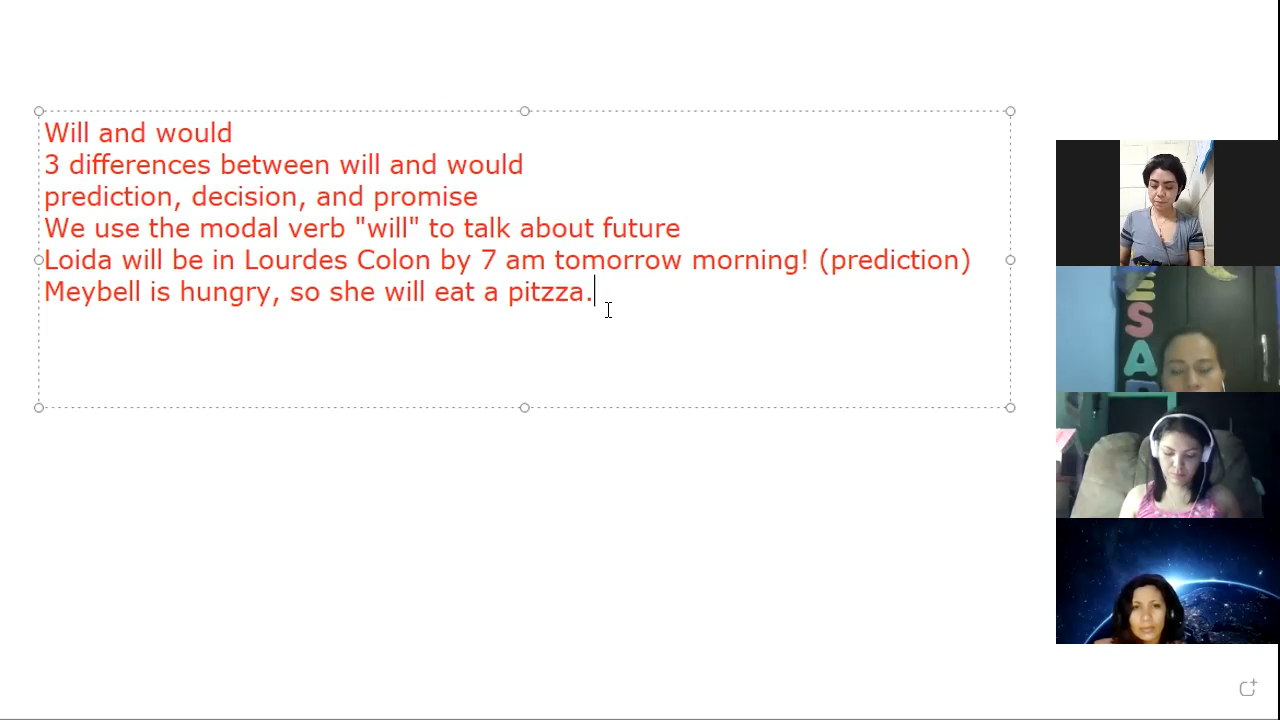 Will and would
3 differences between will and would
prediction, decision, and promise
We use the modal verb "will" to talk about future
Loida will be in Lourdes Colon by 7 am tomorrow morning! (prediction)
Meybell is hungry, so she will eat a pitzza.
ESA